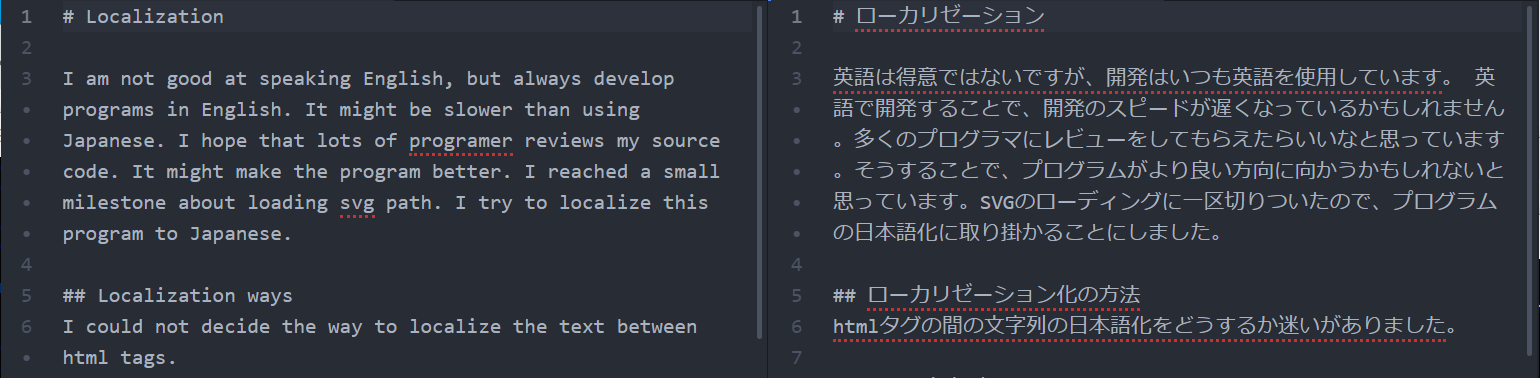 1 # Localization
2
3 I am not good at speaking English, but always develop
• programs in English. It might be slower than using
• Japanese. I hope that lots of programer reviews my source
• code. It might make the program better. I reached a small
• milestone about loading svg path. I try to localize this
• program to Japanese.
4
5 ## Localization ways
6 I could not decide the way to localize the text between
• html tags.
1 # ローカリゼーション
2
3 英語は得意ではないですが、開発はいつも英語を使用しています。 英
• 語で開発することで、開発のスピードが遅くなっているかもしれません
• 。多くのプログラマにレビューをしてもらえたらいいなと思っています
• 。そうすることで、プログラムがより良い方向に向かうかもしれないと
• 思っています。SVGのローディングに一区切りついたので、プログラム
• の日本語化に取り掛かることにしました。
4
5 ## ローカリゼーション化の方法
6 htmlタグの間の文字列の日本語化をどうするか迷いがありました。
7